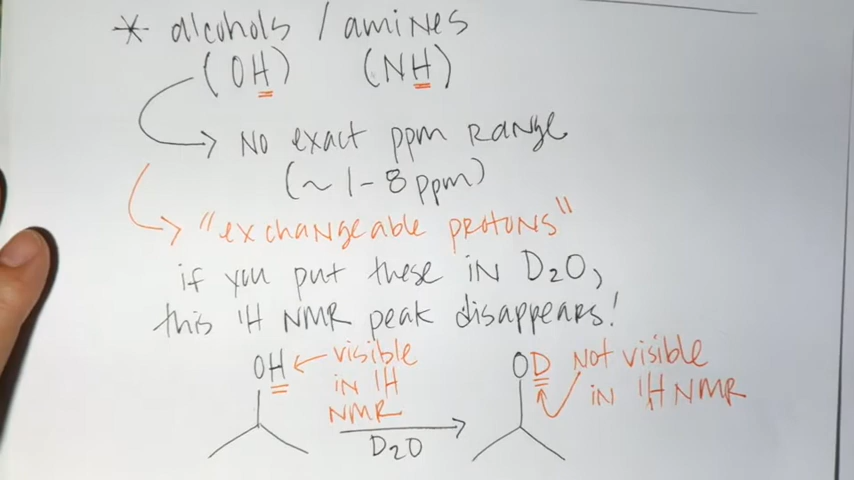 * alcohols / amines
(OH) (NH)
No exact ppm range
(~ 1-8 ppm)
"exchangeable protons"
if you put these in D2O,
this 1H NMR peak disappears!
OH ← visible in 1H NMR
D2O
OD Not visible in 1H NMR